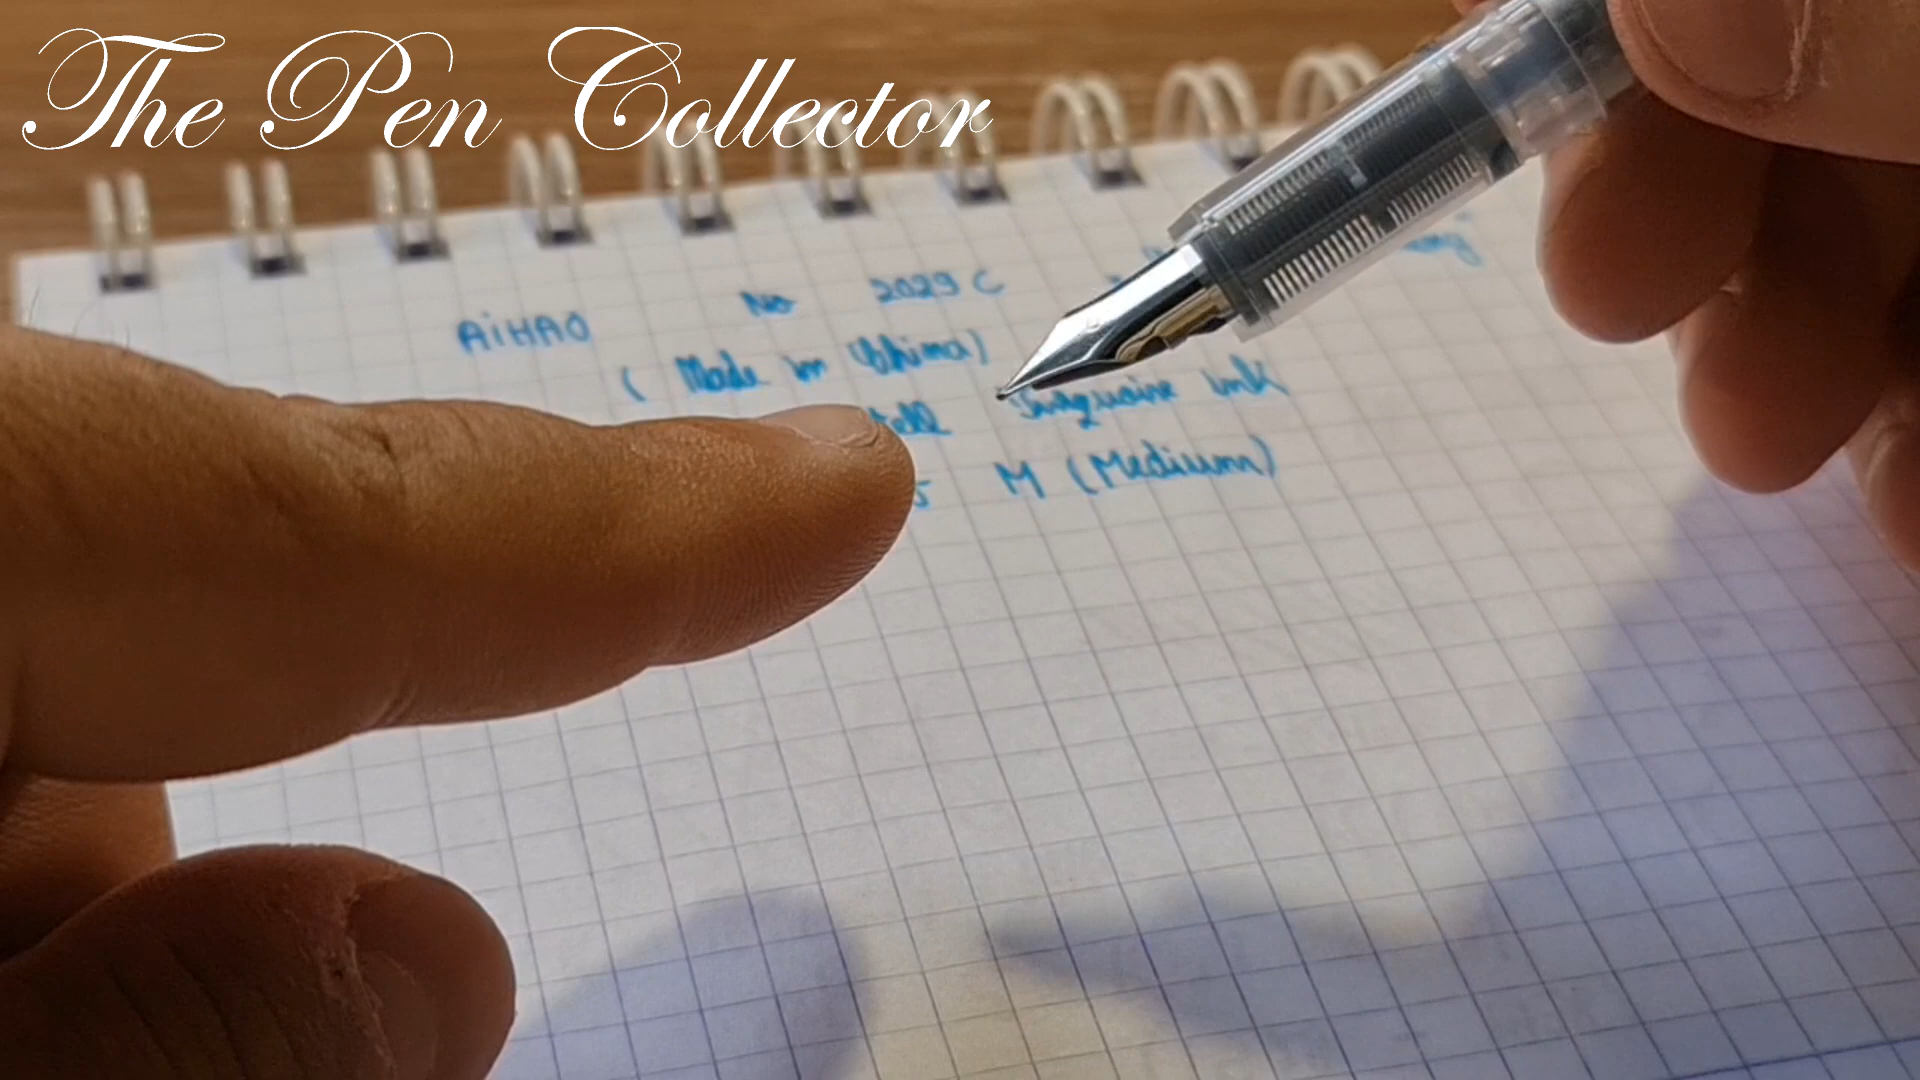 The Pen Collector
AiHAO No 2029 C
(Made in China)
Turquoise ink
M (Medium)